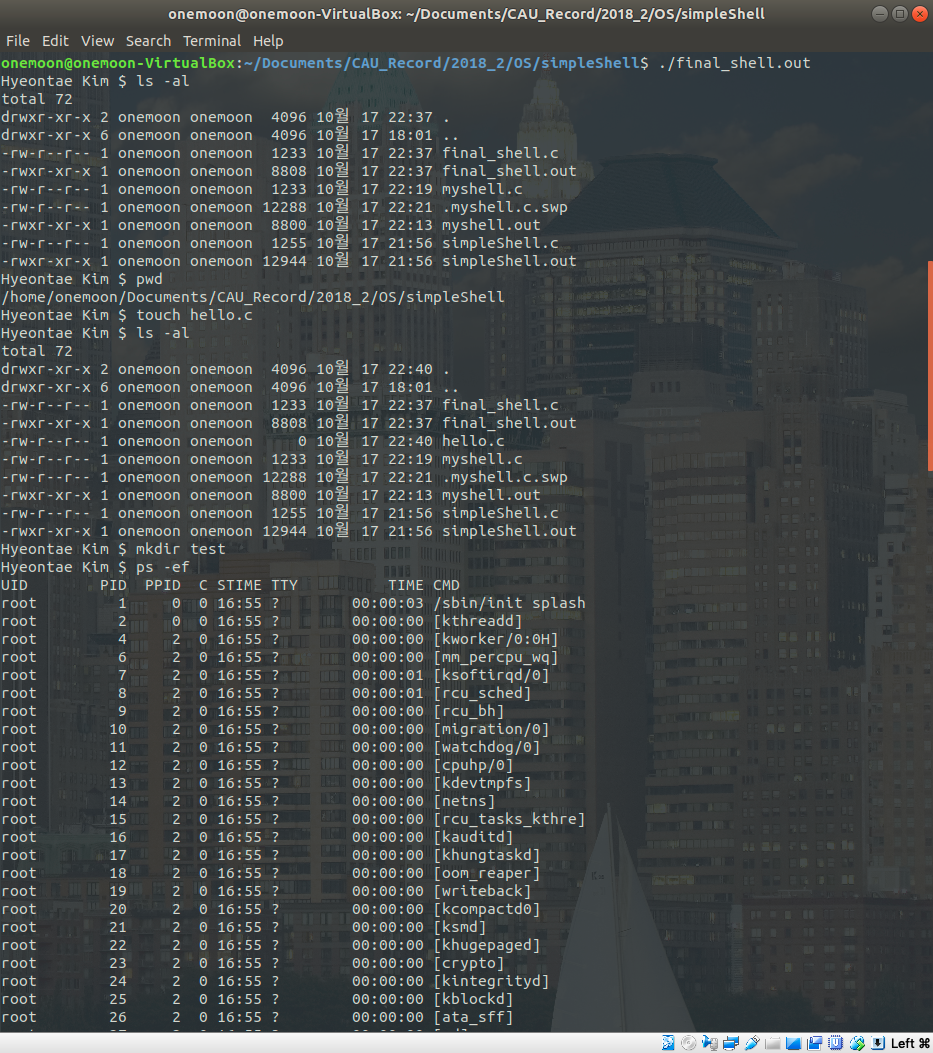 onemoon@onemoon-VirtualBox: ~/Documents/CAU_Record/2018_2/OS/simpleShell
File Edit View Search Terminal Help
onemoon@onemoon-VirtualBox:~/Documents/CAU_Record/2018_2/OS/simpleShell$ ./final_shell.out
Hyeontae Kim $ ls -al
total 72
drwxr-xr-x 2 onemoon onemoon  4096 10월 17 22:37 .
drwxr-xr-x 6 onemoon onemoon  4096 10월 17 18:01 ..
-rw-r--r-- 1 onemoon onemoon  1233 10월 17 22:37 final_shell.c
-rwxr-xr-x 1 onemoon onemoon  8808 10월 17 22:37 final_shell.out
-rw-r--r-- 1 onemoon onemoon  1233 10월 17 22:19 myshell.c
-rw-r--r-- 1 onemoon onemoon 12288 10월 17 22:21 .myshell.c.swp
-rwxr-xr-x 1 onemoon onemoon  8800 10월 17 22:13 myshell.out
-rw-r--r-- 1 onemoon onemoon  1255 10월 17 21:56 simpleShell.c
-rwxr-xr-x 1 onemoon onemoon 12944 10월 17 21:56 simpleShell.out
Hyeontae Kim $ pwd
/home/onemoon/Documents/CAU_Record/2018_2/OS/simpleShell
Hyeontae Kim $ touch hello.c
Hyeontae Kim $ ls -al
total 72
drwxr-xr-x 2 onemoon onemoon  4096 10월 17 22:40 .
drwxr-xr-x 6 onemoon onemoon  4096 10월 17 18:01 ..
-rw-r--r-- 1 onemoon onemoon  1233 10월 17 22:37 final_shell.c
-rwxr-xr-x 1 onemoon onemoon  8808 10월 17 22:37 final_shell.out
-rw-r--r-- 1 onemoon onemoon     0 10월 17 22:40 hello.c
-rw-r--r-- 1 onemoon onemoon  1233 10월 17 22:19 myshell.c
-rw-r--r-- 1 onemoon onemoon 12288 10월 17 22:21 .myshell.c.swp
-rwxr-xr-x 1 onemoon onemoon  8800 10월 17 22:13 myshell.out
-rw-r--r-- 1 onemoon onemoon  1255 10월 17 21:56 simpleShell.c
-rwxr-xr-x 1 onemoon onemoon 12944 10월 17 21:56 simpleShell.out
Hyeontae Kim $ mkdir test
Hyeontae Kim $ ps -ef
UID        PID  PPID  C STIME TTY          TIME CMD
root         1     0  0 16:55 ?        00:00:03 /sbin/init splash
root         2     0  0 16:55 ?        00:00:00 [kthreadd]
root         4     2  0 16:55 ?        00:00:00 [kworker/0:0H]
root         6     2  0 16:55 ?        00:00:00 [mm_percpu_wq]
root         7     2  0 16:55 ?        00:00:01 [ksoftirqd/0]
root         8     2  0 16:55 ?        00:00:01 [rcu_sched]
root         9     2  0 16:55 ?        00:00:00 [rcu_bh]
root        10     2  0 16:55 ?        00:00:00 [migration/0]
root        11     2  0 16:55 ?        00:00:00 [watchdog/0]
root        12     2  0 16:55 ?        00:00:00 [cpuhp/0]
root        13     2  0 16:55 ?        00:00:00 [kdevtmpfs]
root        14     2  0 16:55 ?        00:00:00 [netns]
root        15     2  0 16:55 ?        00:00:00 [rcu_tasks_kthre]
root        16     2  0 16:55 ?        00:00:00 [kauditd]
root        17     2  0 16:55 ?        00:00:00 [khungtaskd]
root        18     2  0 16:55 ?        00:00:00 [oom_reaper]
root        19     2  0 16:55 ?        00:00:00 [writeback]
root        20     2  0 16:55 ?        00:00:00 [kcompactd0]
root        21     2  0 16:55 ?        00:00:00 [ksmd]
root        22     2  0 16:55 ?        00:00:00 [khugepaged]
root        23     2  0 16:55 ?        00:00:00 [crypto]
root        24     2  0 16:55 ?        00:00:00 [kintegrityd]
root        25     2  0 16:55 ?        00:00:00 [kblockd]
root        26     2  0 16:55 ?        00:00:00 [ata_sff]
Left ⌘